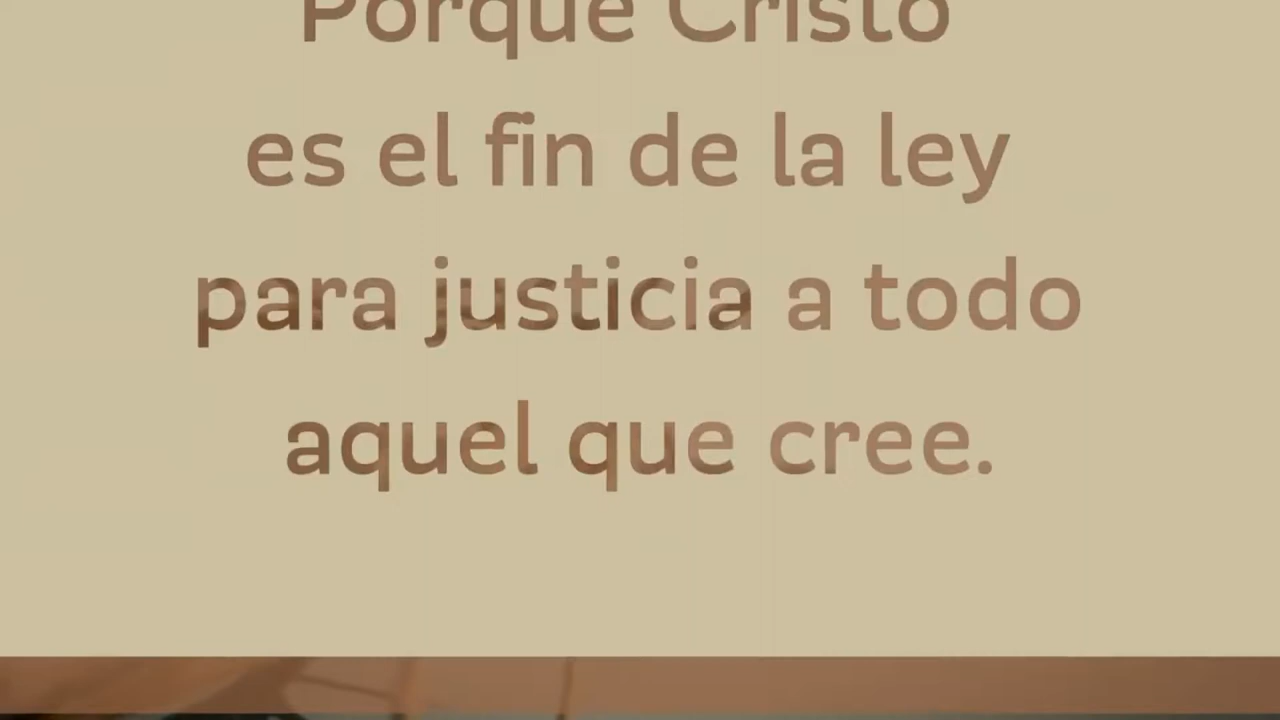 Porque Cristo
es el fin de la ley
para justicia a todo
aquel que cree.